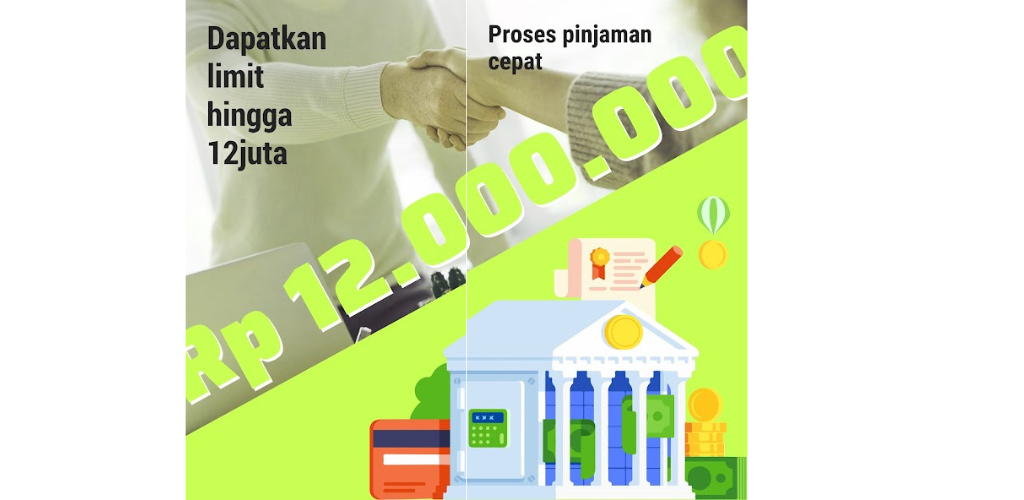 Dapatkan
limit
hingga
12juta
Proses pinjaman
cepat
Rp 12.000.000
***